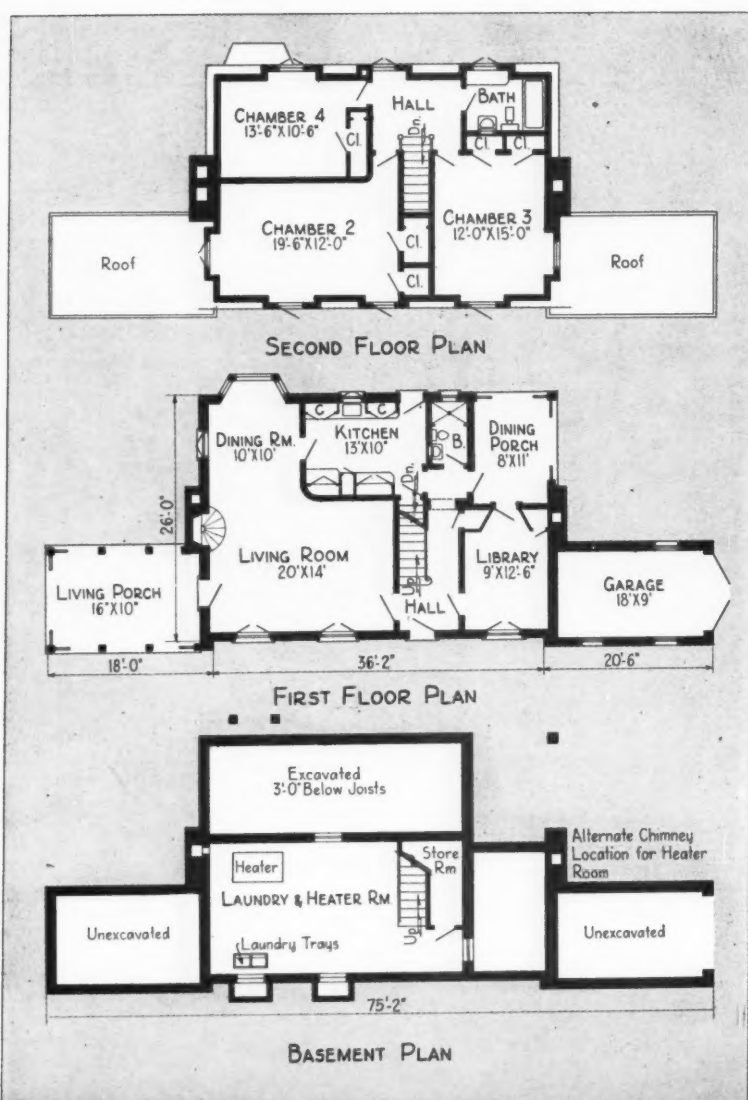 CHAMBER 4
13'-6"X10'-6"
Cl.
HALL
Dn.
BATH
Cl.
Cl.
CHAMBER 2
19'-6"X12'-0"
Cl.
Cl.
CHAMBER 3
12'-0"X15'-0"
Roof
Roof
SECOND FLOOR PLAN
DINING RM.
10'X10'
C
C
KITCHEN
13'X10"
B.
DINING PORCH
8'X11'
Dn.
26'-0"
LIVING ROOM
20'X14'
Up
HALL
LIBRARY
9'X12'-6"
LIVING PORCH
16"X10"
GARAGE
18'X9'
18'-0"
36'-2"
20'-6"
FIRST FLOOR PLAN
Excavated
3'-0" Below Joists
Heater
LAUNDRY & HEATER RM.
Store
Rm
Up
Laundry Trays
Unexcavated
Alternate Chimney
Location for Heater
Room
Unexcavated
75'-2"
BASEMENT PLAN